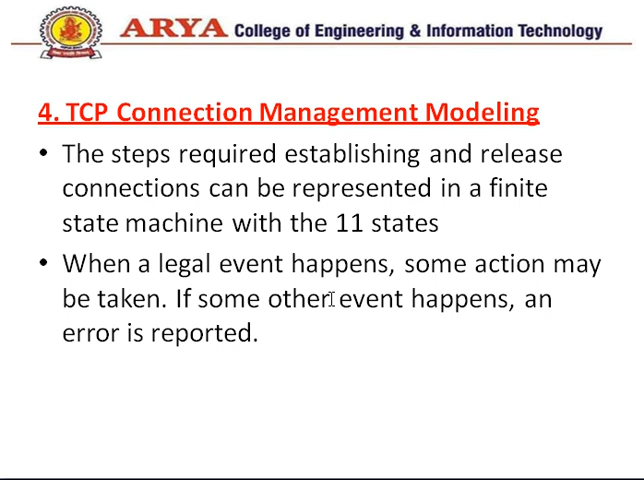 ARYA College of Engineering & Information Technology
4. TCP Connection Management Modeling
• The steps required establishing and release
connections can be represented in a finite
state machine with the 11 states
• When a legal event happens, some action may
be taken. If some other event happens, an
error is reported.